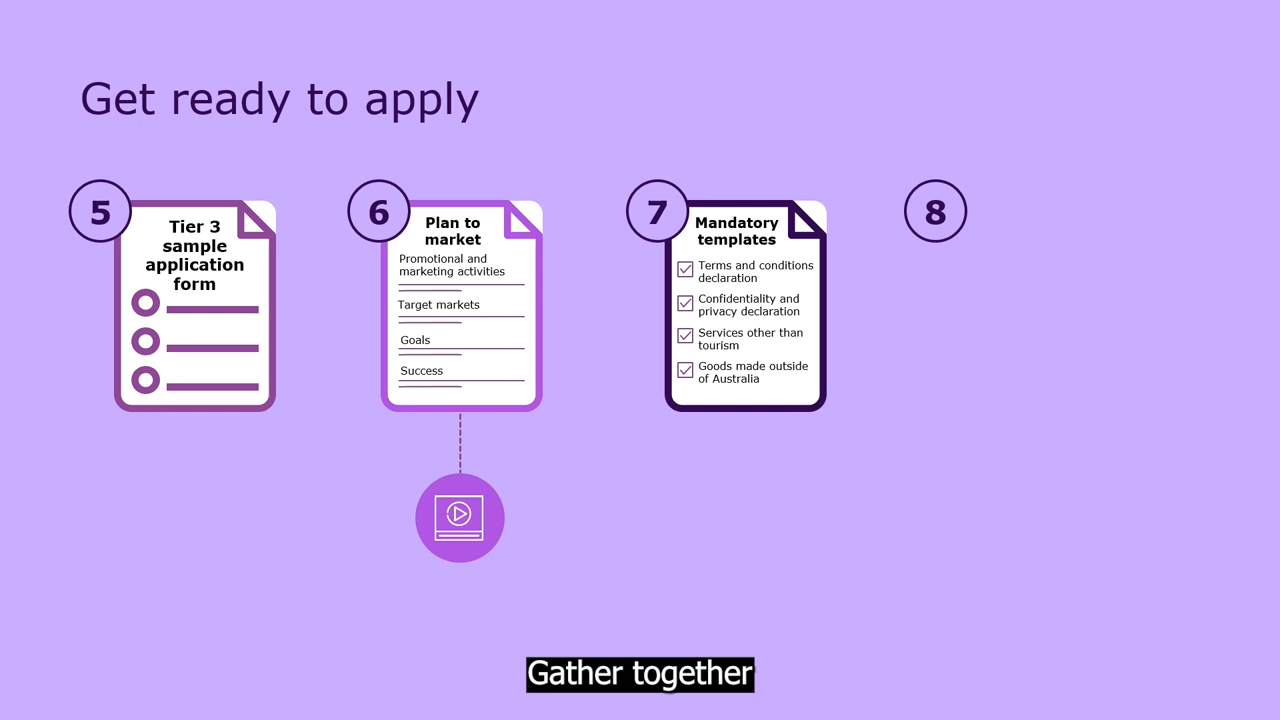 Get ready to apply
5
Tier 3
sample
application
form
6
Plan to
market
Promotional and
marketing activities
Target markets
Goals
Success
7
Mandatory
templates
Terms and conditions
declaration
Confidentiality and
privacy declaration
Services other than
tourism
Goods made outside
of Australia
8
Gather together